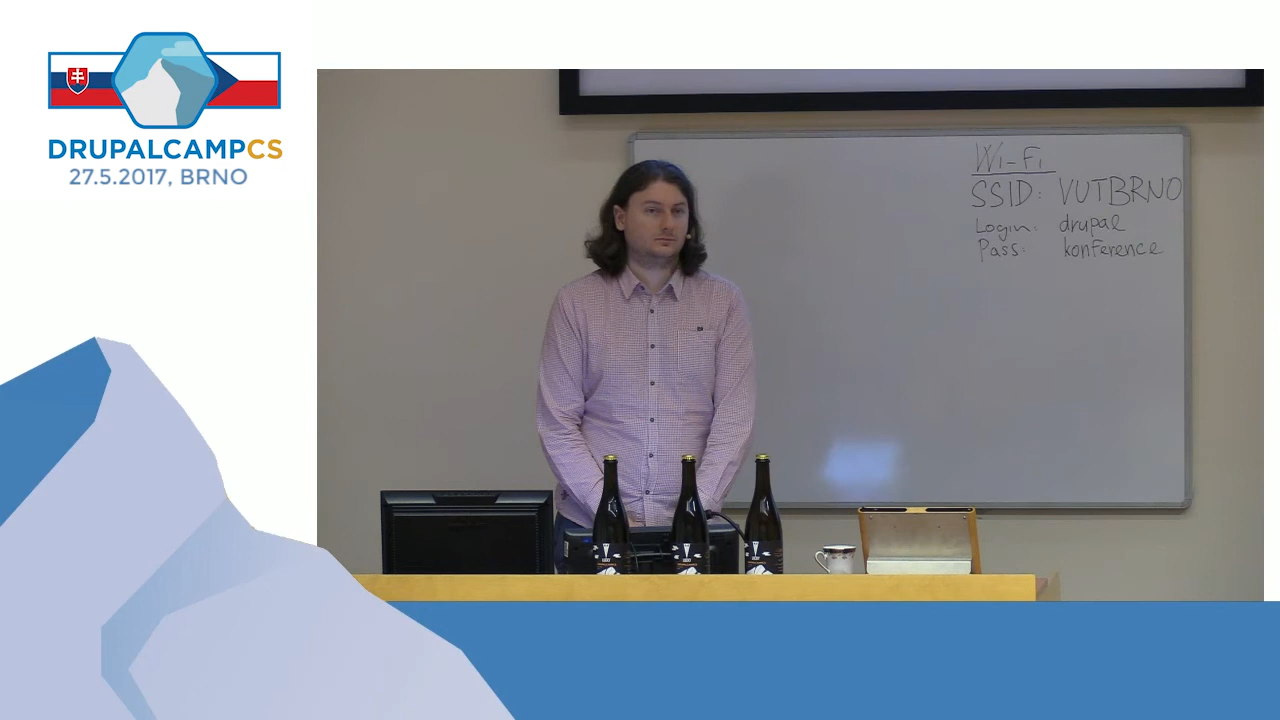 DRUPALCAMPCS
27.5.2017, BRNO
Wi-Fi
SSID: VUTBRNO
Login: drupal
Pass: konference